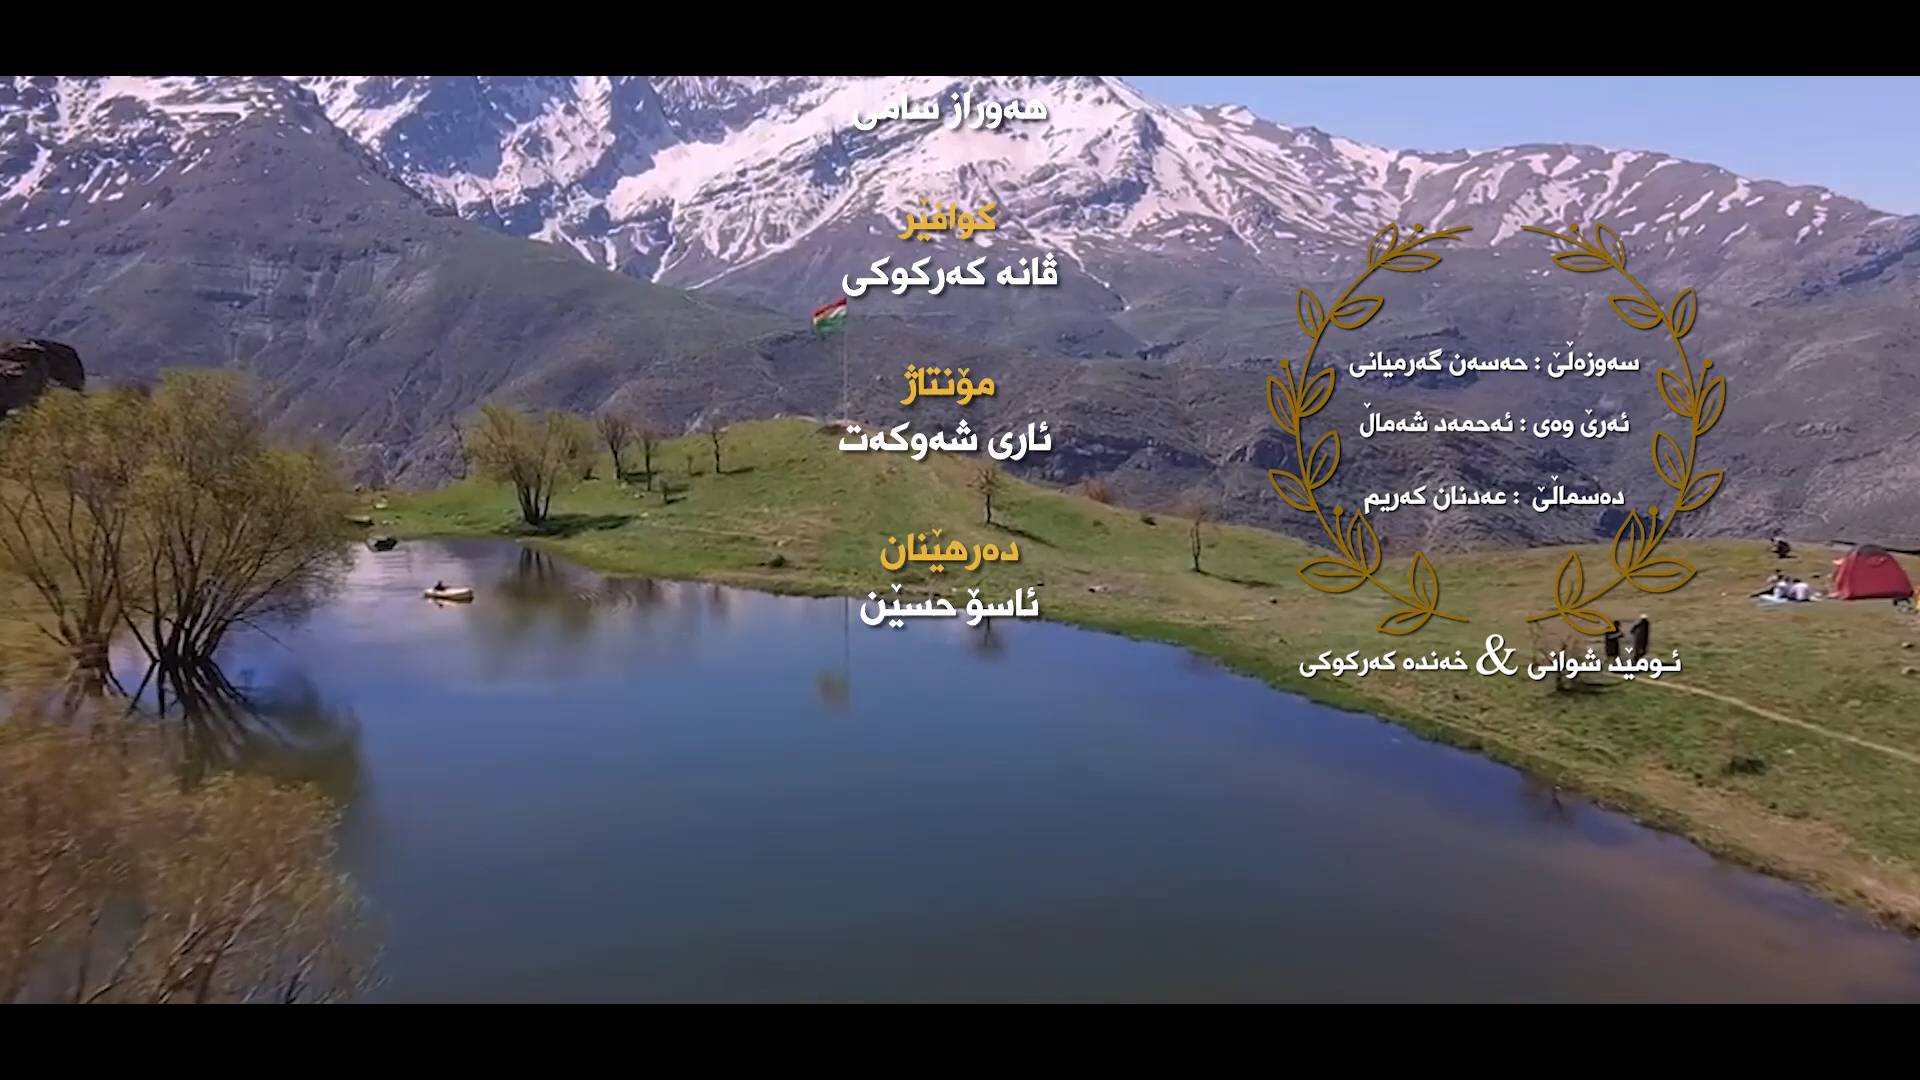 هەوراز سامی
کوافێر
ڤانە کەرکوکی
مۆنتاژ
ئاری شەوکەت
دەرهێنان
ئاسۆ حسێن
سەوزەڵێ : حەسەن گەرمیانی
ئەرێ وەی : ئەحمەد شەماڵ
دەسماڵێ : عەدنان کەریم
ئـومێد شوانی & خەندە کەرکوکی